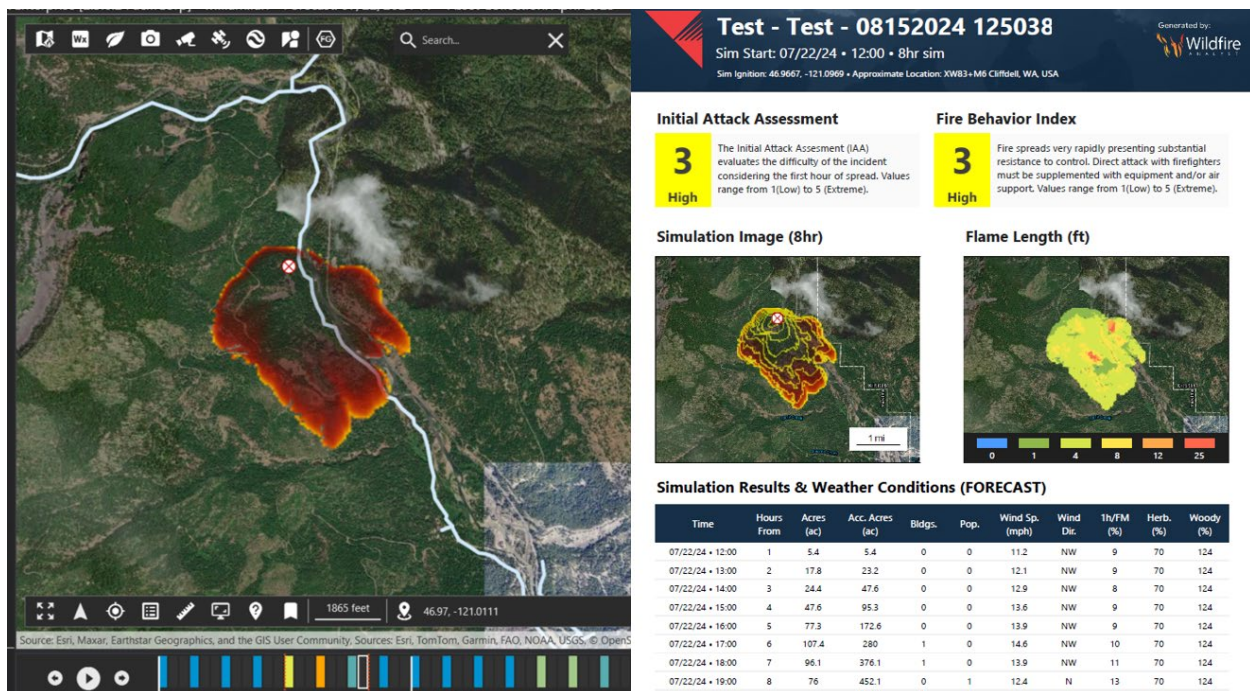 Wx
FG
Search...
1865 feet
46.97, -121.0111
Source: Esri, Maxar, Earthstar Geographics, and the GIS User Community, Sources: Esri, TomTom, Garmin, FAO, NOAA, USGS. © OpenS
Test - Test - 08152024 125038
Sim Start: 07/22/24 • 12:00 • 8hr sim
Sim Ignition: 46.9667, -121.0969 • Approximate Location: XW83+M6 Cliffdell, WA, USA
Generated by:
Wildfire
ANALYST
Initial Attack Assessment
3
High
The Initial Attack Assesment (IAA)
evaluates the difficulty of the incident
considering the first hour of spread. Values
range from 1(Low) to 5 (Extreme).
Fire Behavior Index
3
High
Fire spreads very rapidly presenting substantial
resistance to control. Direct attack with firefighters
must be supplemented with equipment and/or air
support. Values range from 1(Low) to 5 (Extreme).
Simulation Image (8hr)
1 mi
Flame Length (ft)
0 1 4 8 12 25
Simulation Results & Weather Conditions (FORECAST)
Time Hours From Acres (ac) Acc. Acres (ac) Bldgs. Pop. Wind Sp. (mph) Wind Dir. 1h/FM (%) Herb. (%) Woody (%)
07/22/24 • 12:00 1 5.4 5.4 0 0 11.2 NW 9 70 124
07/22/24 • 13:00 2 17.8 23.2 0 0 12.1 NW 9 70 124
07/22/24 • 14:00 3 24.4 47.6 0 0 12.9 NW 8 70 124
07/22/24 • 15:00 4 47.6 95.3 0 0 13.6 NW 9 70 124
07/22/24 • 16:00 5 77.3 172.6 0 0 13.9 NW 9 70 124
07/22/24 • 17:00 6 107.4 280 1 0 14.6 NW 10 70 124
07/22/24 • 18:00 7 96.1 376.1 1 0 13.9 NW 11 70 124
07/22/24 • 19:00 8 76 452.1 0 1 12.4 N 13 70 124